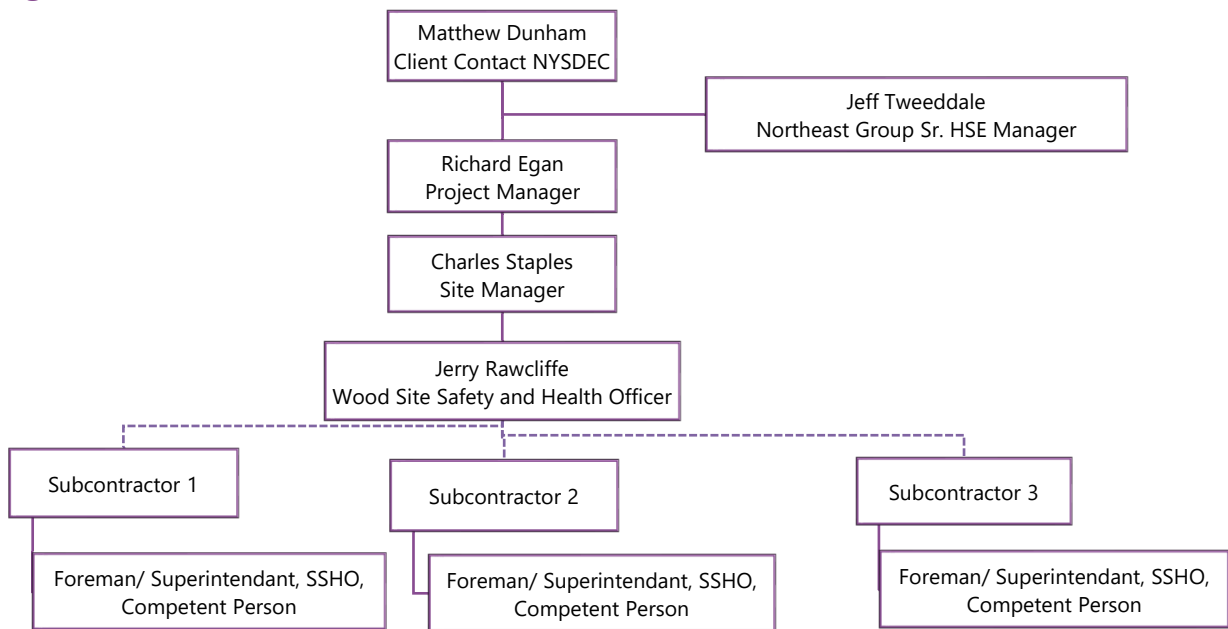 Matthew Dunham
Client Contact NYSDEC
Jeff Tweeddale
Northeast Group Sr. HSE Manager
Richard Egan
Project Manager
Charles Staples
Site Manager
Jerry Rawcliffe
Wood Site Safety and Health Officer
Subcontractor 1
Subcontractor 2
Subcontractor 3
Foreman/ Superintendant, SSHO,
Competent Person
Foreman/ Superintendant, SSHO,
Competent Person
Foreman/ Superintendant, SSHO,
Competent Person